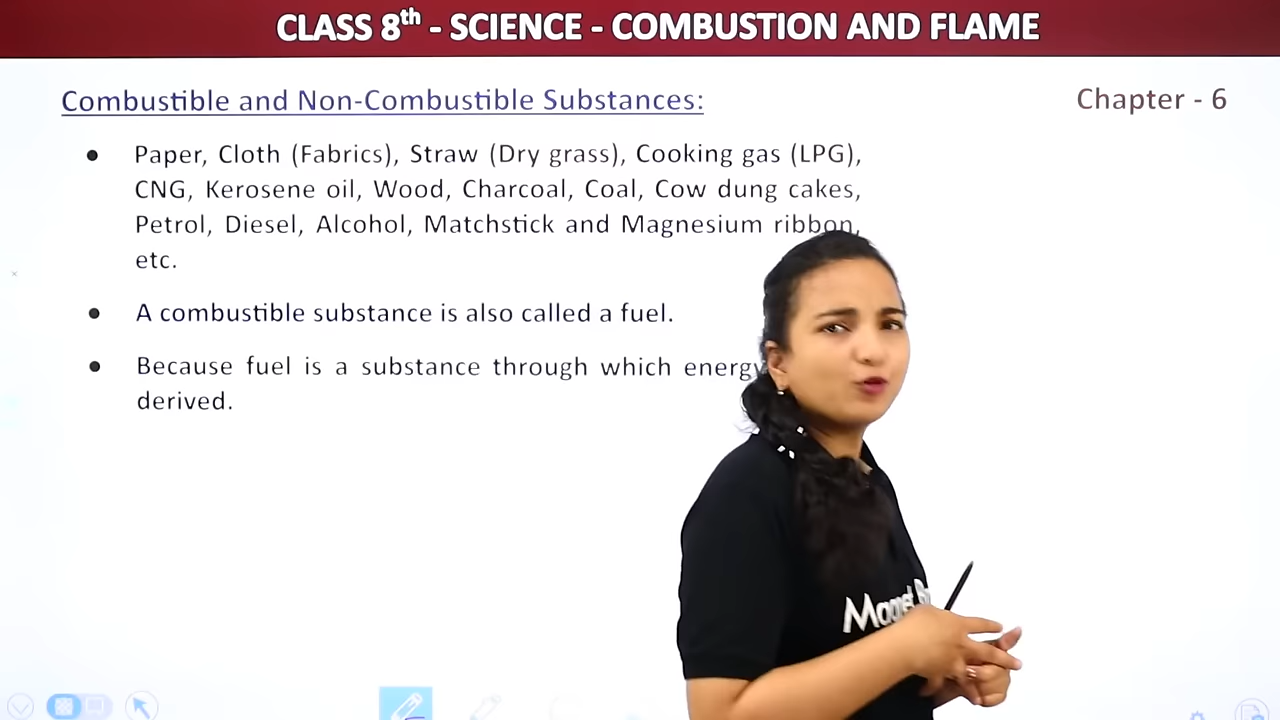 CLASS 8th - SCIENCE - COMBUSTION AND FLAME
Combustible and Non-Combustible Substances:
Chapter - 6
● Paper, Cloth (Fabrics), Straw (Dry grass), Cooking gas (LPG),
CNG, Kerosene oil, Wood, Charcoal, Coal, Cow dung cakes,
Petrol, Diesel, Alcohol, Matchstick and Magnesium ribbon,
etc.
● A combustible substance is also called a fuel.
● Because fuel is a substance through which energy
derived.
Magnet